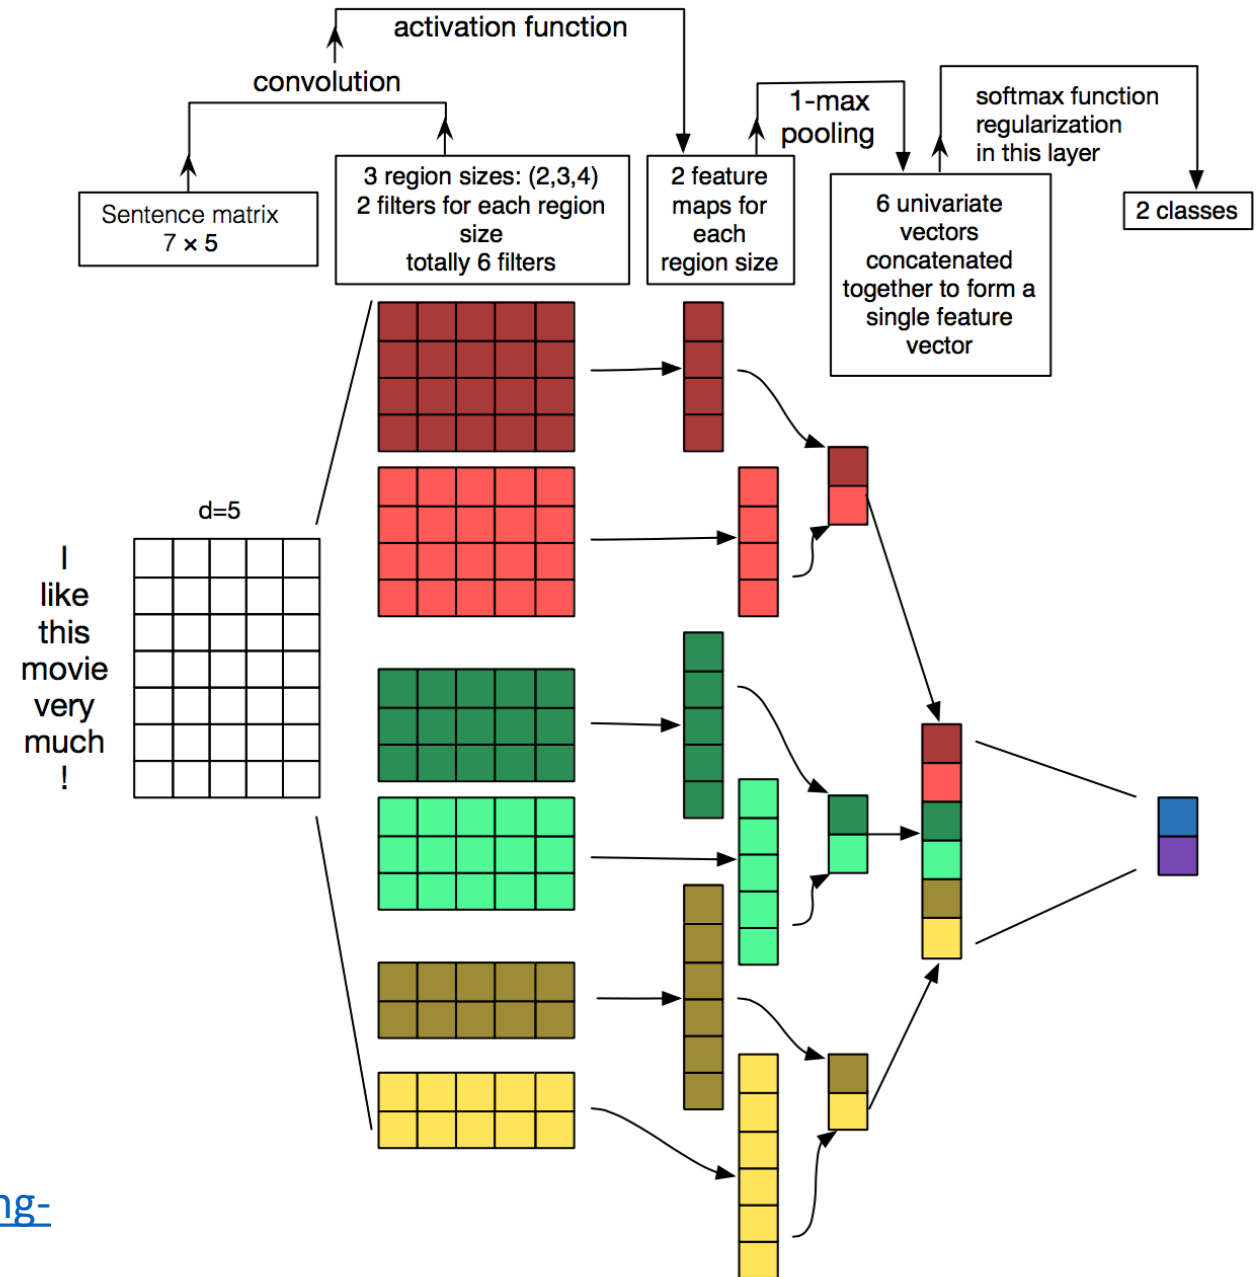 activation function
convolution
1-max
pooling
softmax function
regularization
in this layer
Sentence matrix
7 × 5
3 region sizes: (2,3,4)
2 filters for each region
size
totally 6 filters
2 feature
maps for
each
region size
6 univariate
vectors
concatenated
together to form a
single feature
vector
2 classes
d=5
I
like
this
movie
very
much
!
ng-